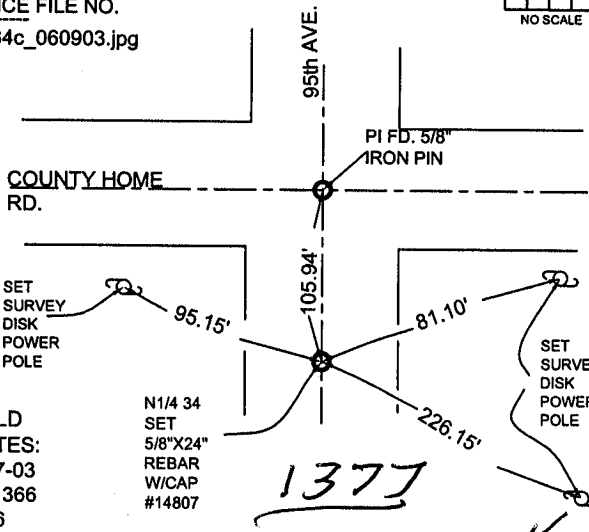 CE FILE NO.
4c_060903.jpg
NO SCALE
95th AVE.
PI FD. 5/8"
IRON PIN
COUNTY HOME
RD.
105.94'
SET
SURVEY
DISK
POWER
POLE
95.15'
81.10'
SET
SURVE
DISK
POWER
POLE
226.15'
N1/4 34
SET
5/8"X24"
REBAR
W/CAP
#14807
LD
TES:
7-03
366
6